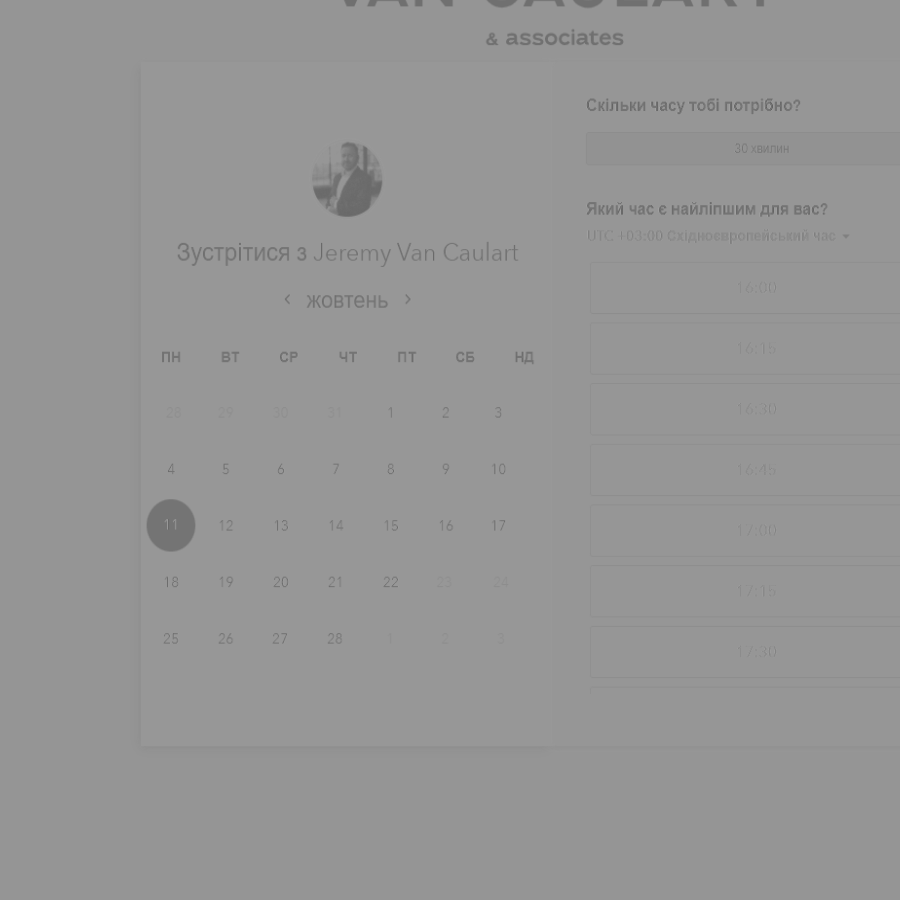 VAN CAULART
& associates
Зустрітися з Jeremy Van Caulart
жовтень
ПН ВТ СР ЧТ ПТ СБ НД
28 29 30 31 1 2 3
4 5 6 7 8 9 10
11 12 13 14 15 16 17
18 19 20 21 22 23 24
25 26 27 28 1 2 3
Скільки часу тобі потрібно?
30 хвилин
Який час є найліпшим для вас?
UTC +03:00 Східноєвропейський час
16:00
16:15
16:30
16:45
17:00
17:15
17:30